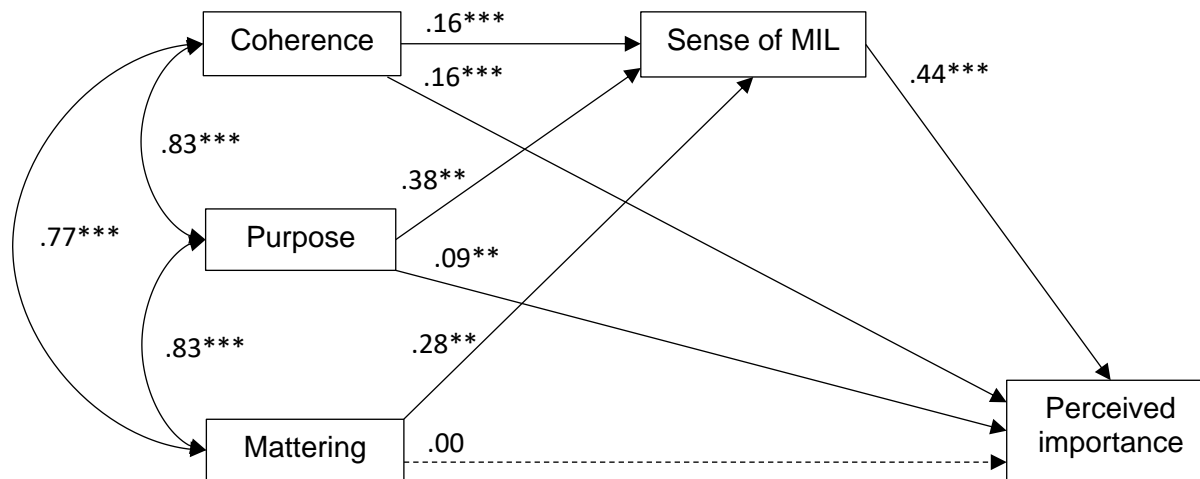 Coherence
.16***
Sense of MIL
.16***
.44***
.83***
.38**
.77***
Purpose
.09**
.83***
.28**
Mattering
.00
Perceived
importance